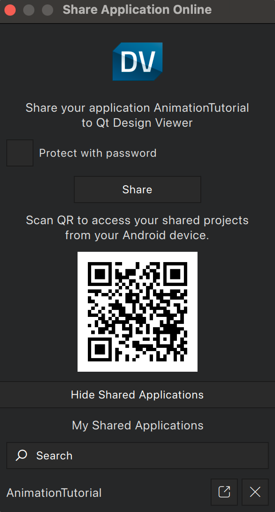 Share Application Online
DV
Share your application AnimationTutorial
to Qt Design Viewer
Protect with password
Share
Scan QR to access your shared projects
from your Android device.
Hide Shared Applications
My Shared Applications
Search
AnimationTutorial